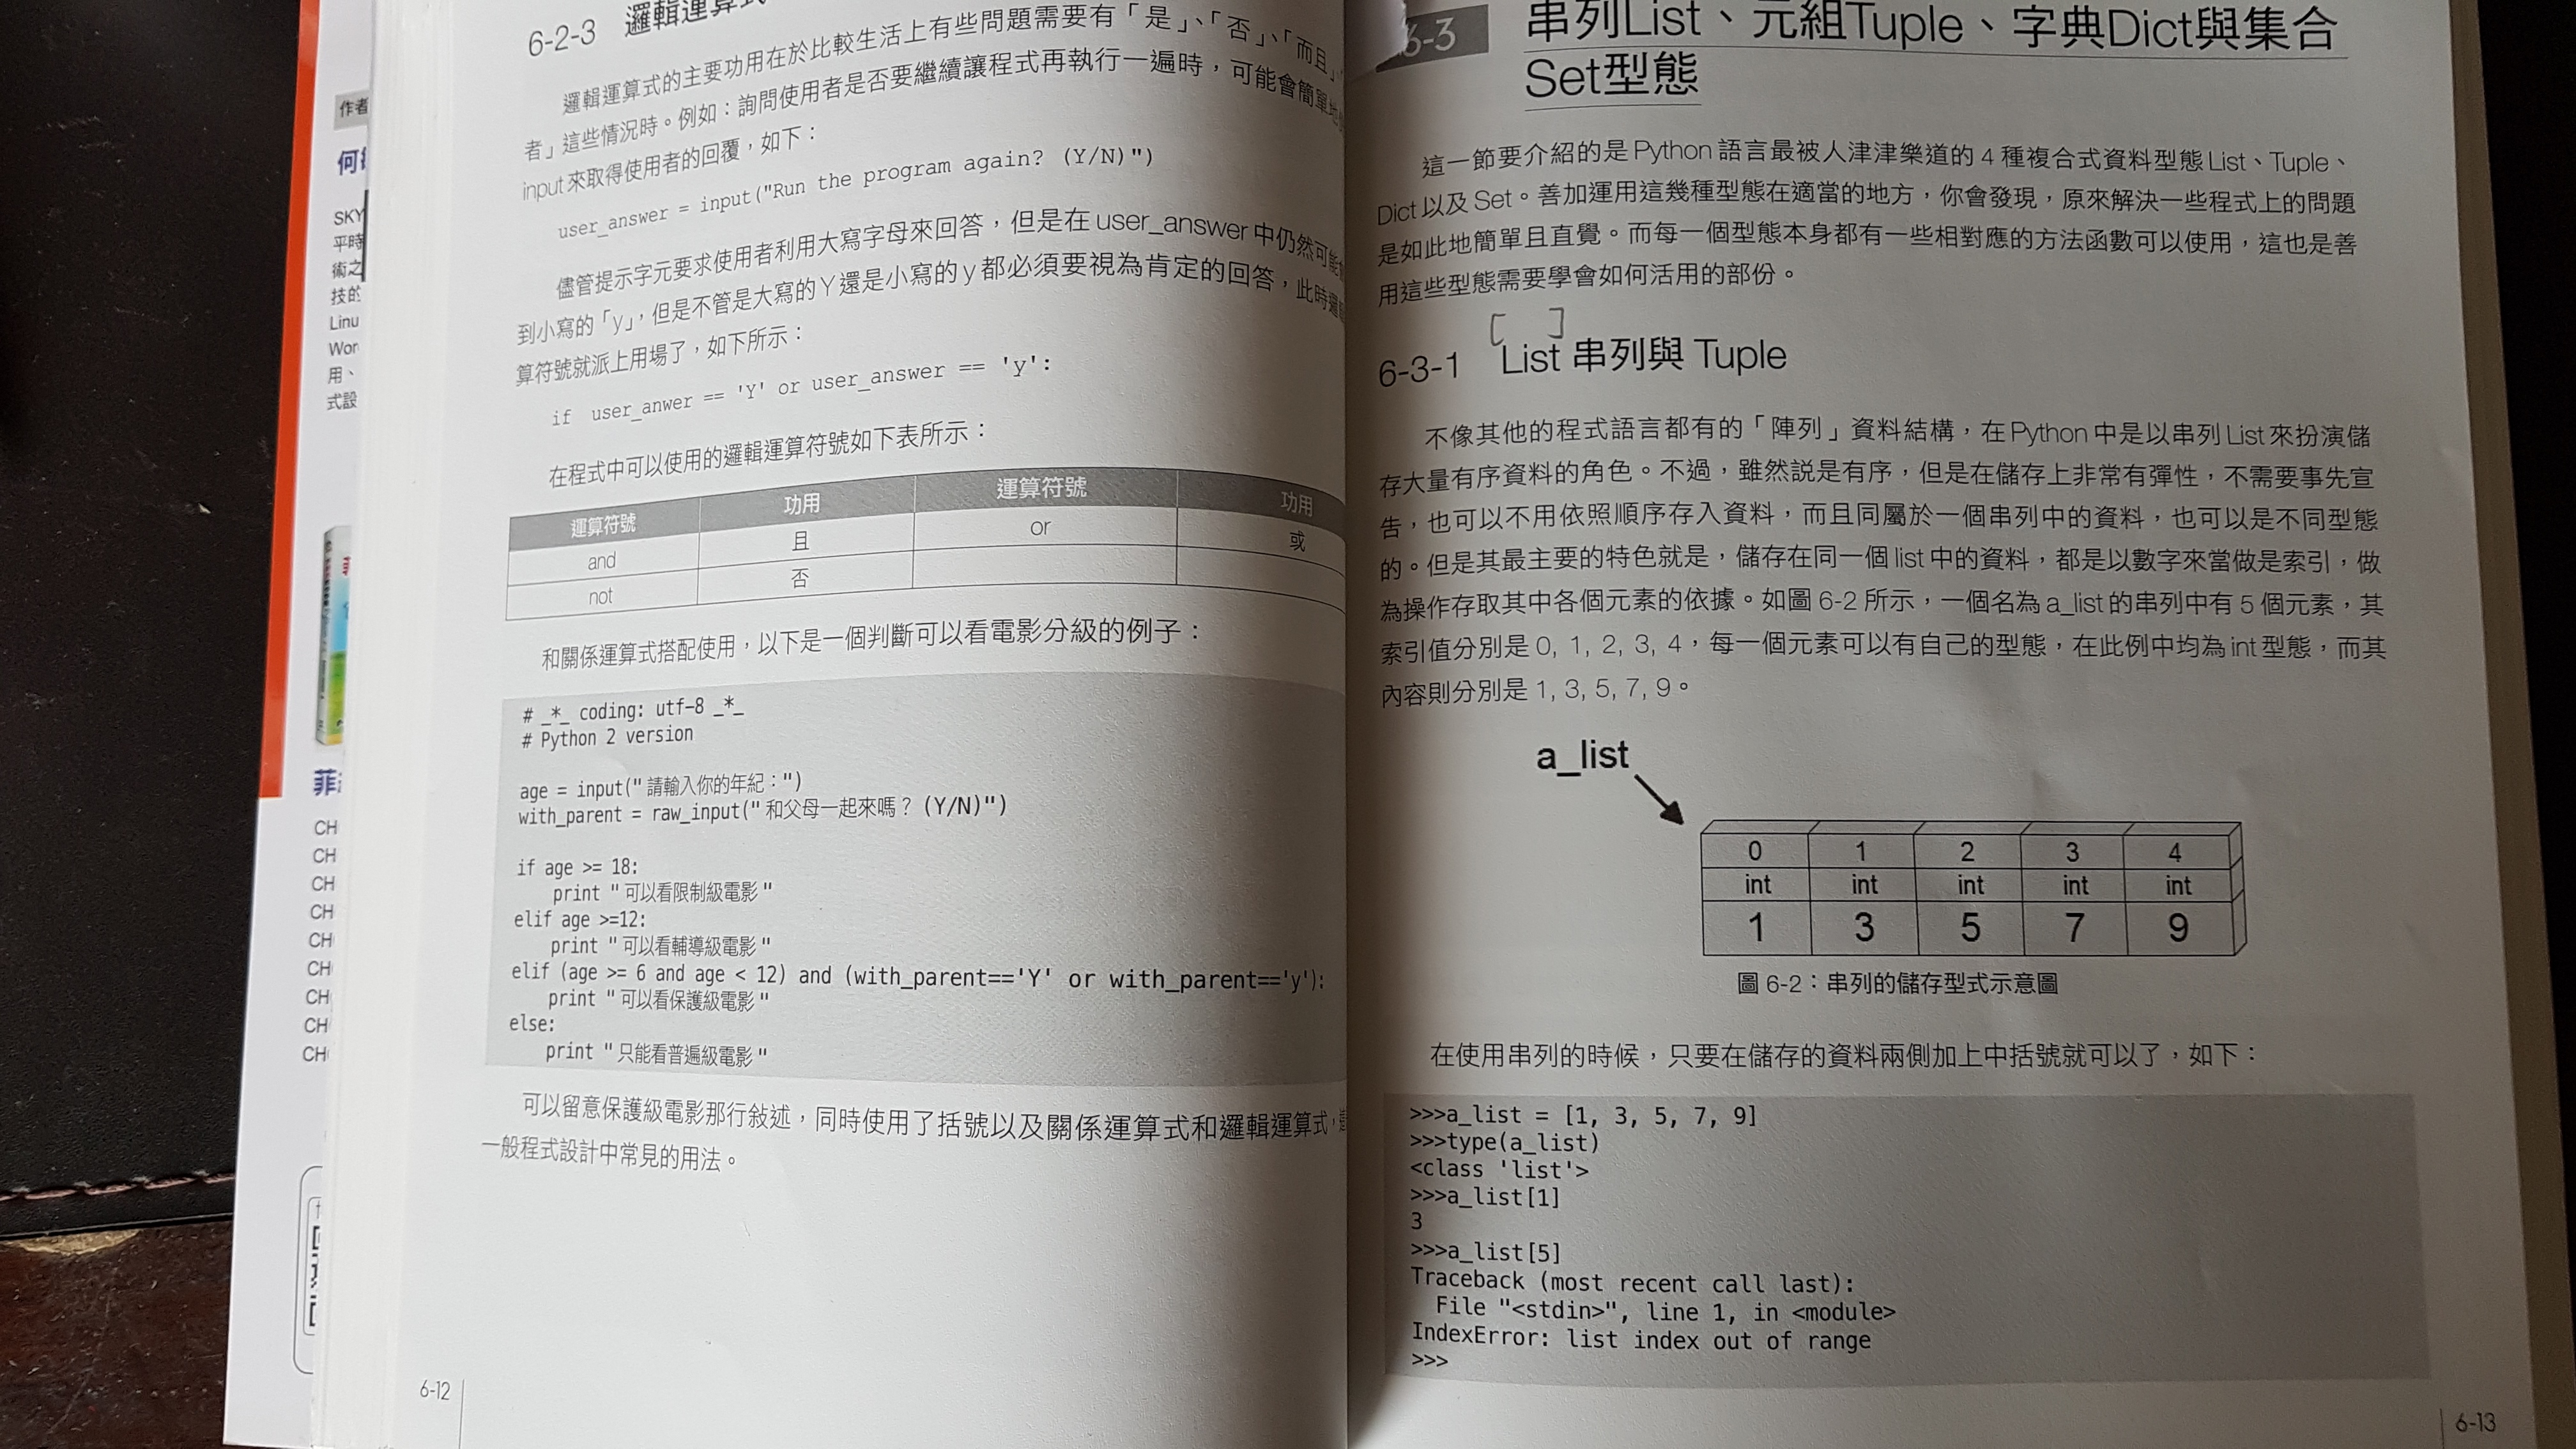 作者
何
SKY
平時
術之
技的
Linu
Wor
用、
式設
CH
CH
CH
CH
CH
CH
CH
CH
CH
6-2-3 邏輯運算式
邏輯運算式的主要功用在於比較生活上有些問題需要有「是」、「否」、「而且」、
者」這些情況時。例如：詢問使用者是否要繼續讓程式再執行一遍時，可能會簡單地
input 來取得使用者的回覆，如下：
user_answer = input("Run the program again? (Y/N)")
儘管提示字元要求使用者利用大寫字母來回答，但是在 user_answer 中仍然可能
到小寫的「y」，但是不管是大寫的 Y 還是小寫的 y 都必須要視為肯定的回答，此時邏
算符號就派上用場了，如下所示：
if user_anwer == 'Y' or user_answer == 'y':
在程式中可以使用的邏輯運算符號如下表所示：
運算符號 功用 運算符號 功用
and 且 or 或
not 否
和關係運算式搭配使用，以下是一個判斷可以看電影分級的例子：
# _*_ coding: utf-8 _*_
# Python 2 version
age = input("請輸入你的年紀：")
with_parent = raw_input("和父母一起來嗎？ (Y/N)")
if age >= 18:
print "可以看限制級電影"
elif age >=12:
print "可以看輔導級電影"
elif (age >= 6 and age < 12) and (with_parent=='Y' or with_parent=='y'):
print "可以看保護級電影"
else:
print "只能看普遍級電影"
可以留意保護級電影那行敍述，同時使用了括號以及關係運算式和邏輯運算式，這
一般程式設計中常見的用法。
6-12
6-3 串列List、元組Tuple、字典Dict與集合
Set型態
這一節要介紹的是 Python 語言最被人津津樂道的 4 種複合式資料型態 List、Tuple、
Dict 以及 Set。善加運用這幾種型態在適當的地方，你會發現，原來解決一些程式上的問題
是如此地簡單且直覺。而每一個型態本身都有一些相對應的方法函數可以使用，這也是善
用這些型態需要學會如何活用的部份。
[ ]
6-3-1 List 串列與 Tuple
不像其他的程式語言都有的「陣列」資料結構，在 Python 中是以串列 List 來扮演儲
存大量有序資料的角色。不過，雖然說是有序，但是在儲存上非常有彈性，不需要事先宣
告，也可以不用依照順序存入資料，而且同屬於一個串列中的資料，也可以是不同型態
的。但是其最主要的特色就是，儲存在同一個 list 中的資料，都是以數字來當做是索引，做
為操作存取其中各個元素的依據。如圖 6-2 所示，一個名為 a_list 的串列中有 5 個元素，其
索引值分別是 0, 1, 2, 3, 4，每一個元素可以有自己的型態，在此例中均為 int 型態，而其
內容則分別是 1, 3, 5, 7, 9。
a_list
0 1 2 3 4
int int int int int
1 3 5 7 9
圖 6-2：串列的儲存型式示意圖
在使用串列的時候，只要在儲存的資料兩側加上中括號就可以了，如下：
>>>a_list = [1, 3, 5, 7, 9]
>>>type(a_list)
<class 'list'>
>>>a_list[1]
3
>>>a_list[5]
Traceback (most recent call last):
File "<stdin>", line 1, in <module>
IndexError: list index out of range
>>>
6-13